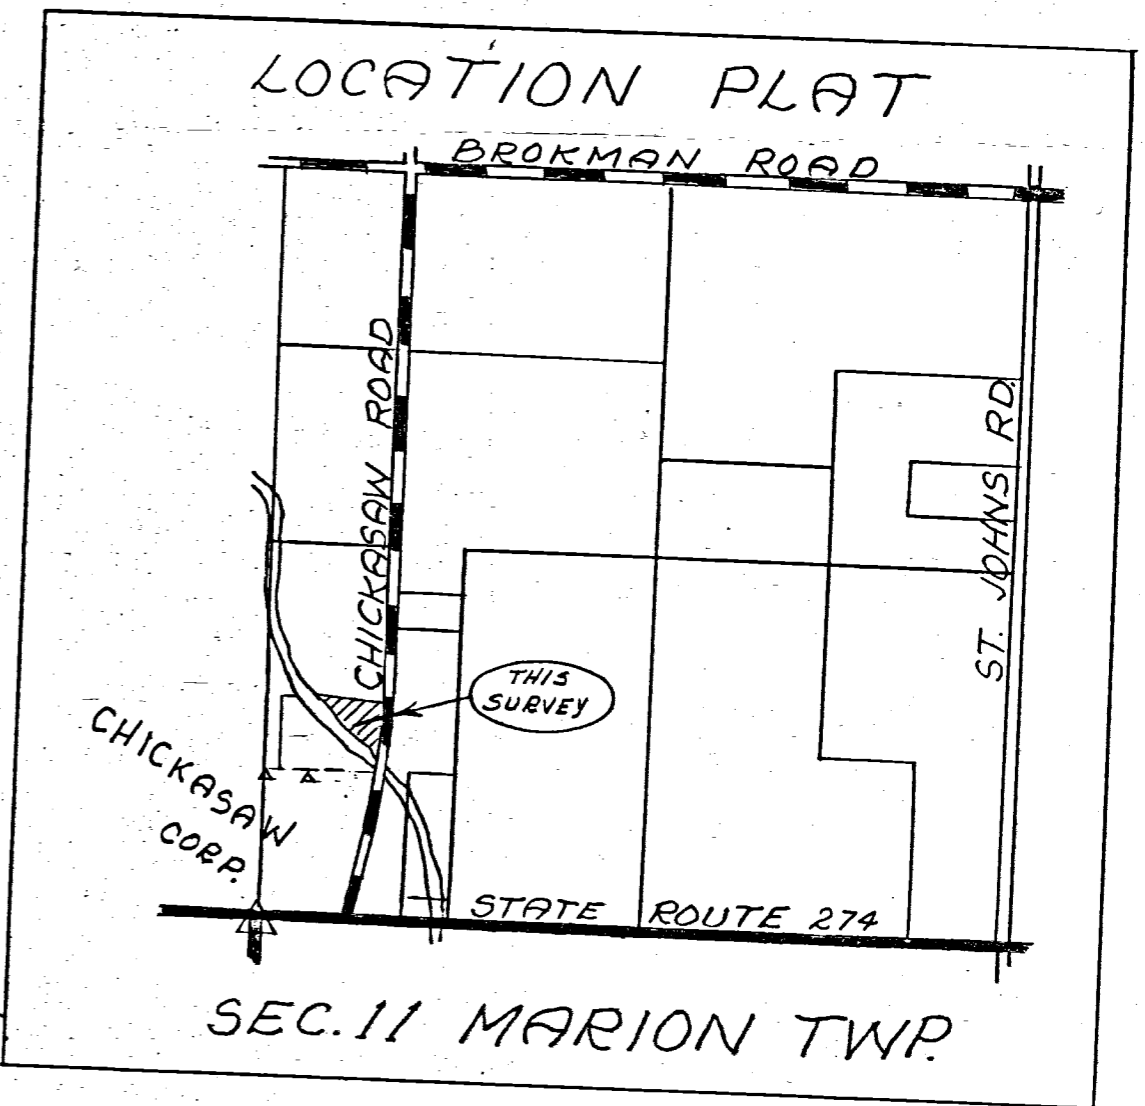 LOCATION PLAT
BROKMAN ROAD
CHICKASAW ROAD
ST. JOHNS RD.
THIS
SURVEY
CHICKASAW
CORP.
STATE ROUTE 274
SEC. 11 MARION TWP.